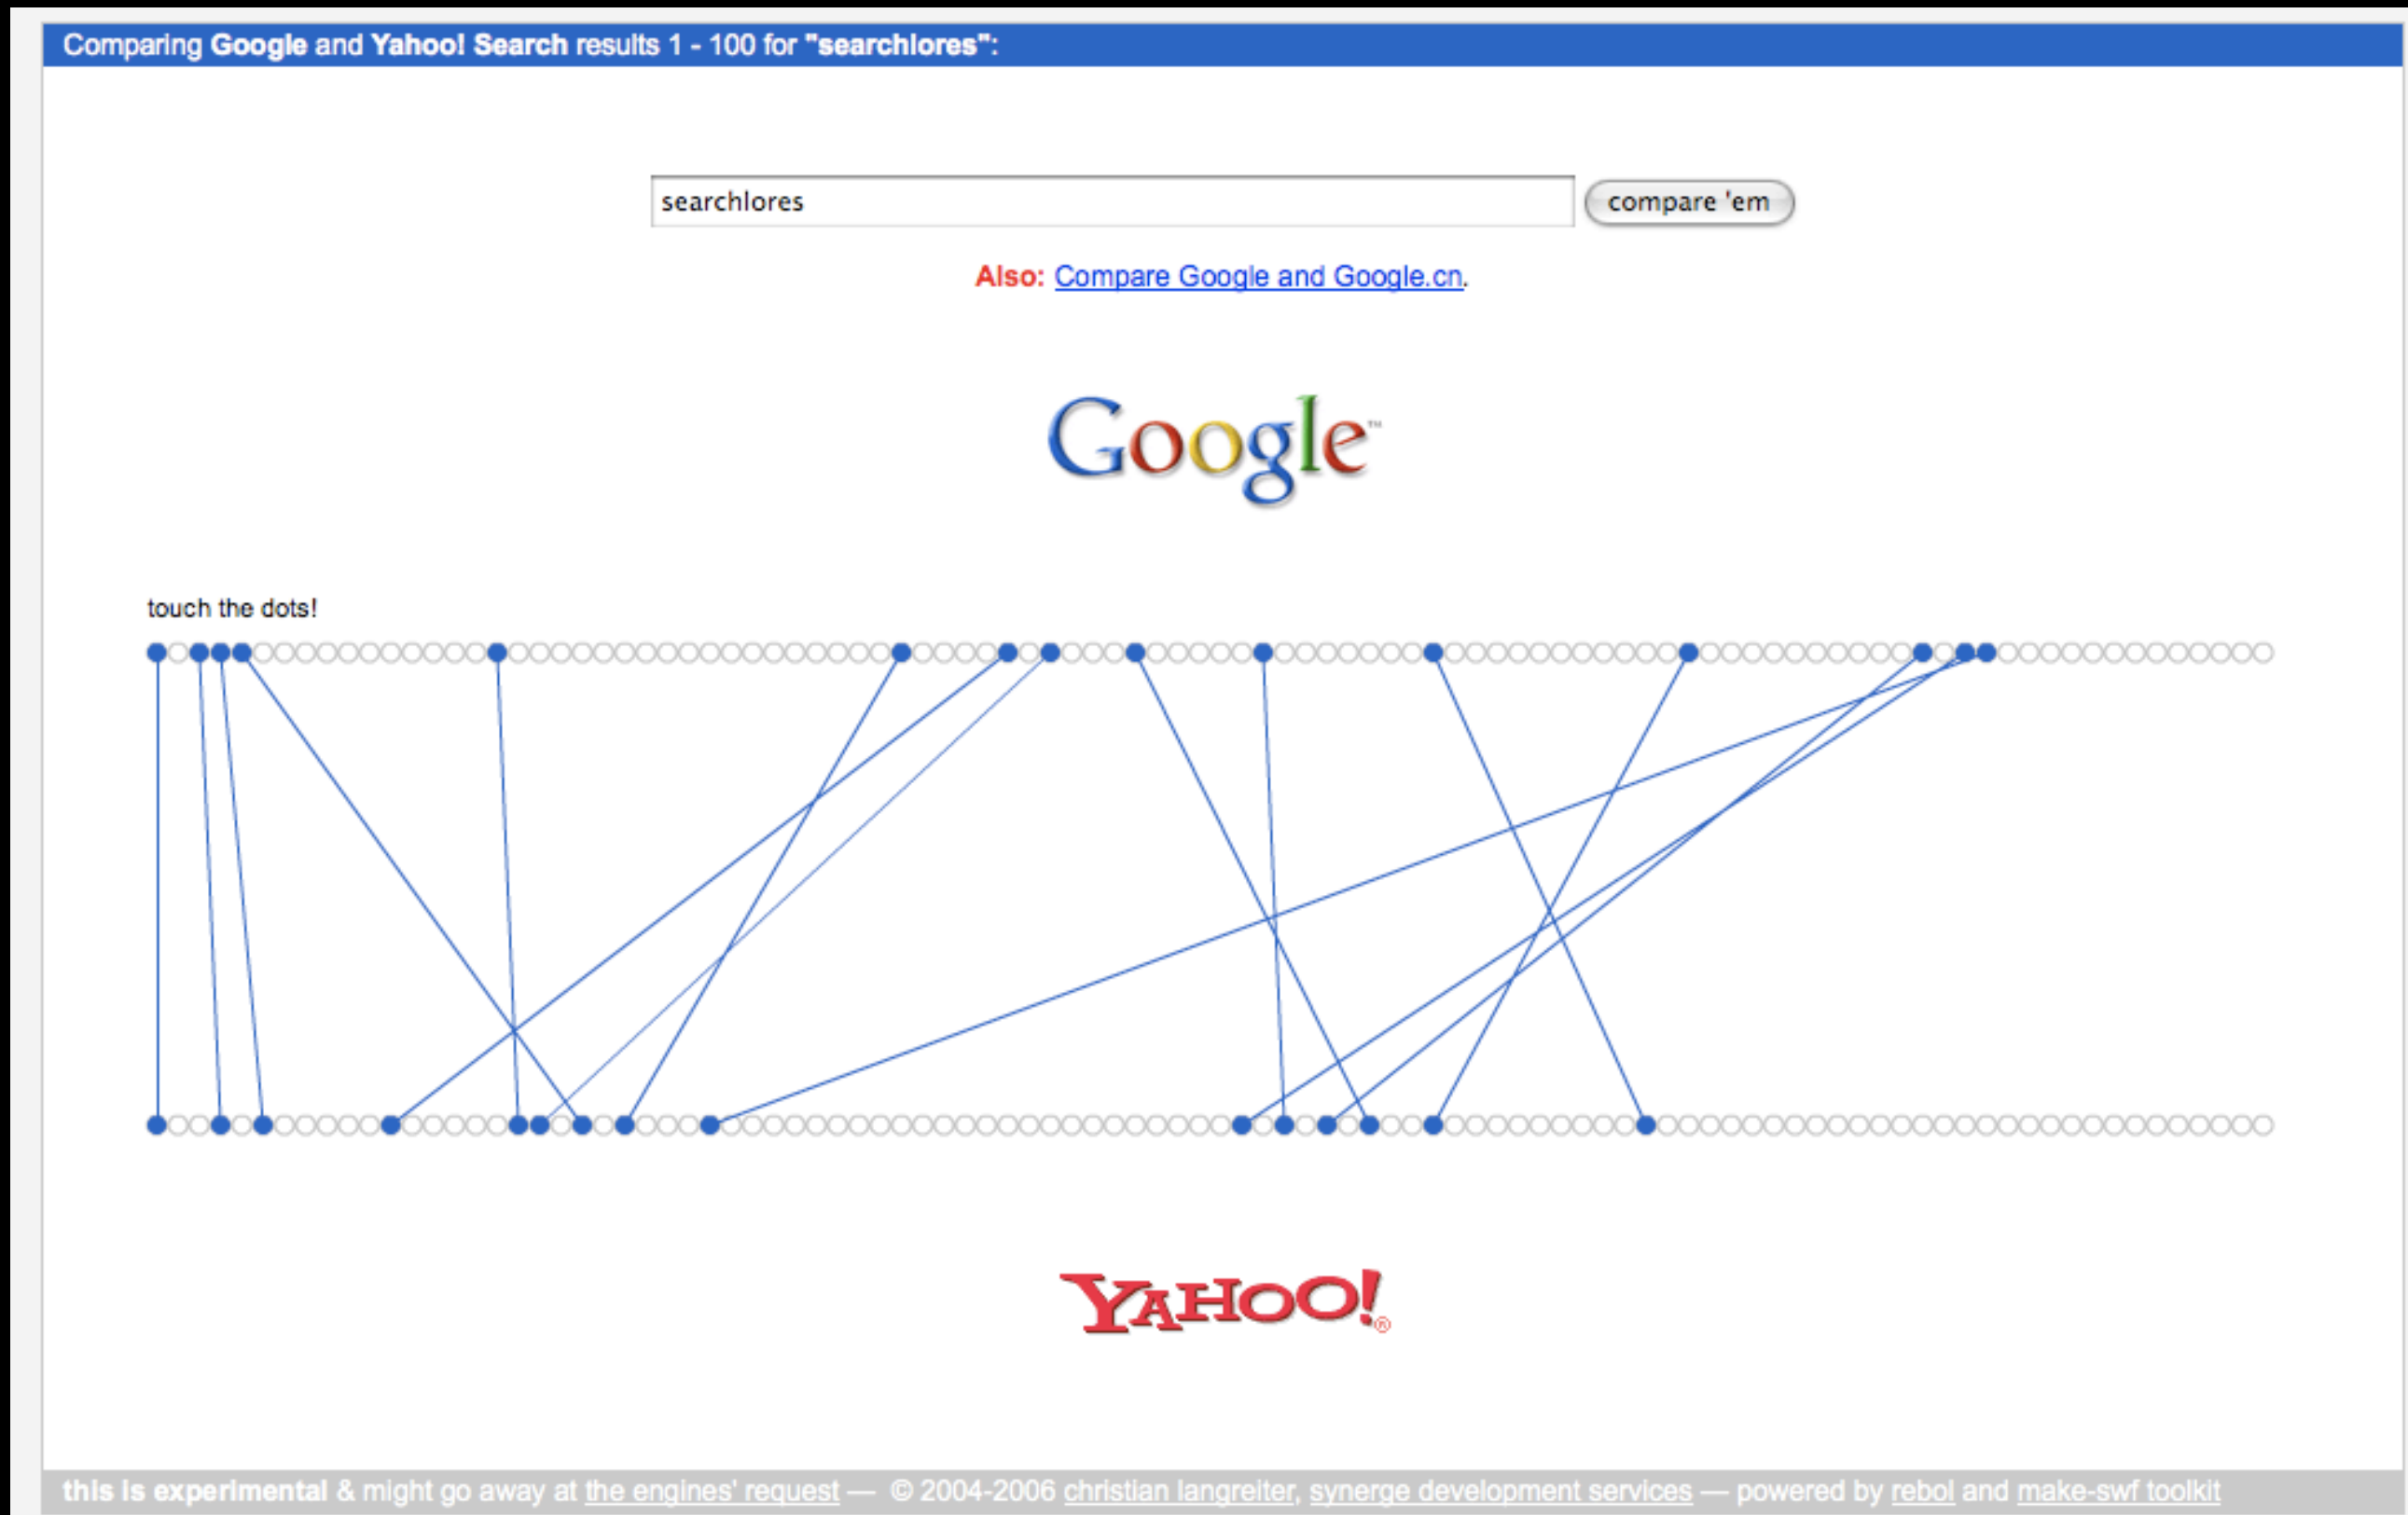 Comparing Google and Yahoo! Search results 1 - 100 for "searchlores":
searchlores compare 'em
Also: Compare Google and Google.cn.
Google™
touch the dots!
YAHOO!®
this is experimental & might go away at the engines' request — © 2004-2006 christian langreiter, synerge development services — powered by rebol and make-swf toolkit